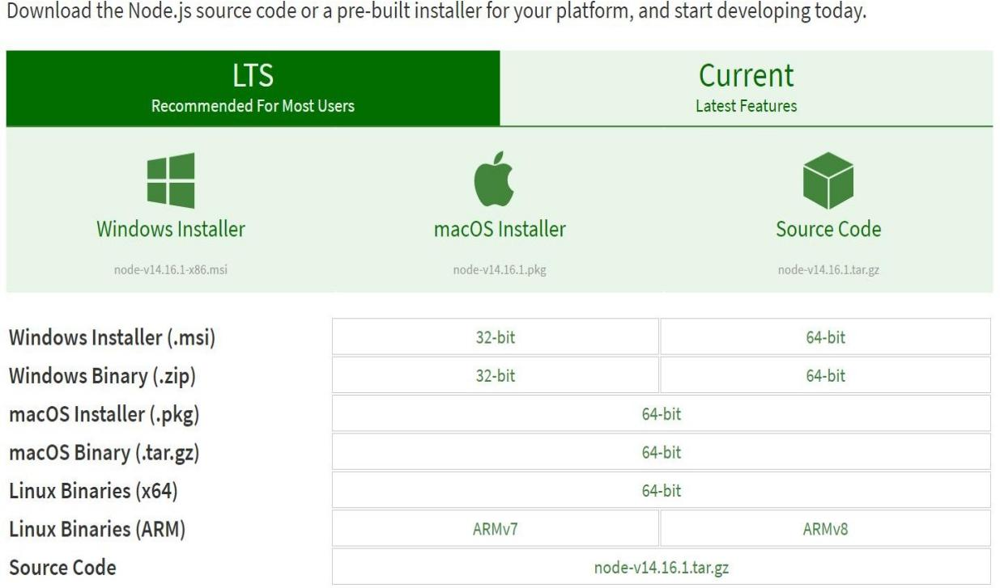 Download the Node.js source code or a pre-built installer for your platform, and start developing today.
LTS
Recommended For Most Users
Current
Latest Features
Windows Installer
node-v14.16.1-x86.msi
macOS Installer
node-v14.16.1.pkg
Source Code
node-v14.16.1.tar.gz
Windows Installer (.msi) 32-bit 64-bit
Windows Binary (.zip) 32-bit 64-bit
macOS Installer (.pkg) 64-bit
macOS Binary (.tar.gz) 64-bit
Linux Binaries (x64) 64-bit
Linux Binaries (ARM) ARMv7 ARMv8
Source Code node-v14.16.1.tar.gz